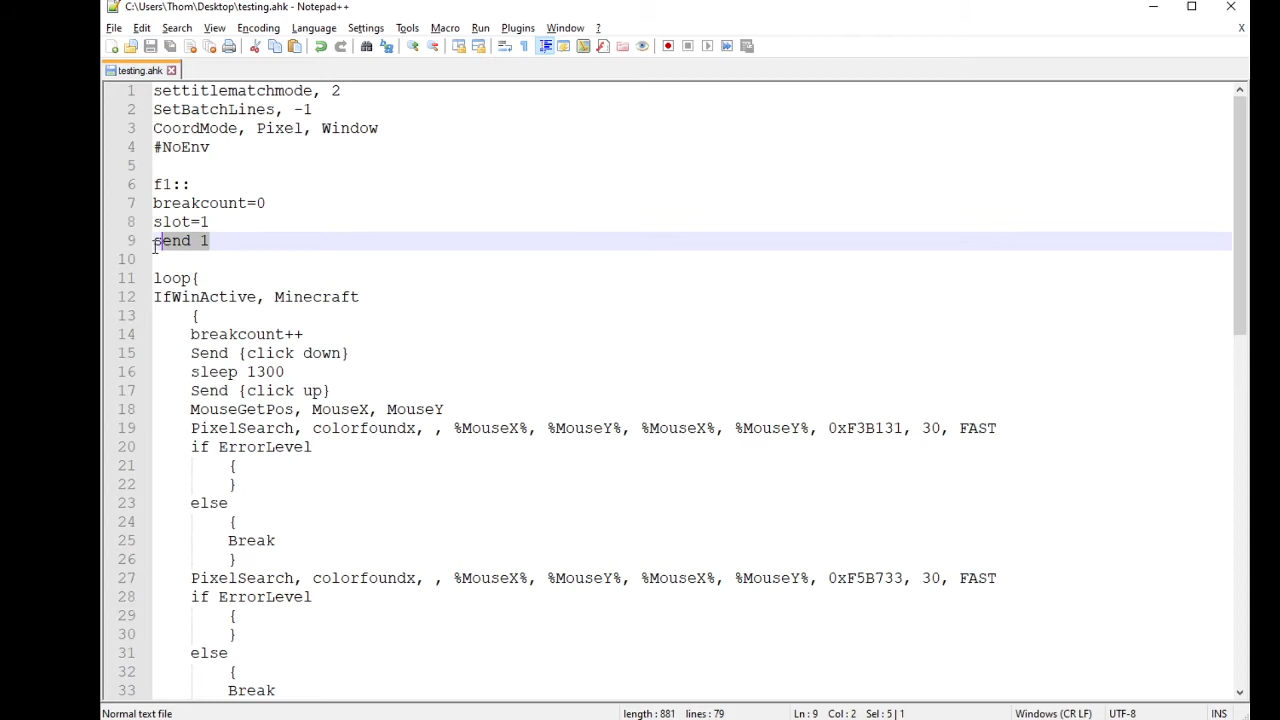 C:\Users\Thom\Desktop\testing.ahk - Notepad++
File Edit Search View Encoding Language Settings Tools Macro Run Plugins Window ? X
testing.ahk
1 settitlematchmode, 2
2 SetBatchLines, -1
3 CoordMode, Pixel, Window
4 #NoEnv
5
6 f1::
7 breakcount=0
8 slot=1
9 send 1
10
11 loop{
12 IfWinActive, Minecraft
13 {
14 breakcount++
15 Send {click down}
16 sleep 1300
17 Send {click up}
18 MouseGetPos, MouseX, MouseY
19 PixelSearch, colorfoundx, , %MouseX%, %MouseY%, %MouseX%, %MouseY%, 0xF3B131, 30, FAST
20 if ErrorLevel
21 {
22 }
23 else
24 {
25 Break
26 }
27 PixelSearch, colorfoundx, , %MouseX%, %MouseY%, %MouseX%, %MouseY%, 0xF5B733, 30, FAST
28 if ErrorLevel
29 {
30 }
31 else
32 {
33 Break
Normal text file length : 881 lines : 79 Ln : 9 Col : 2 Sel : 5 | 1 Windows (CR LF) UTF-8 INS